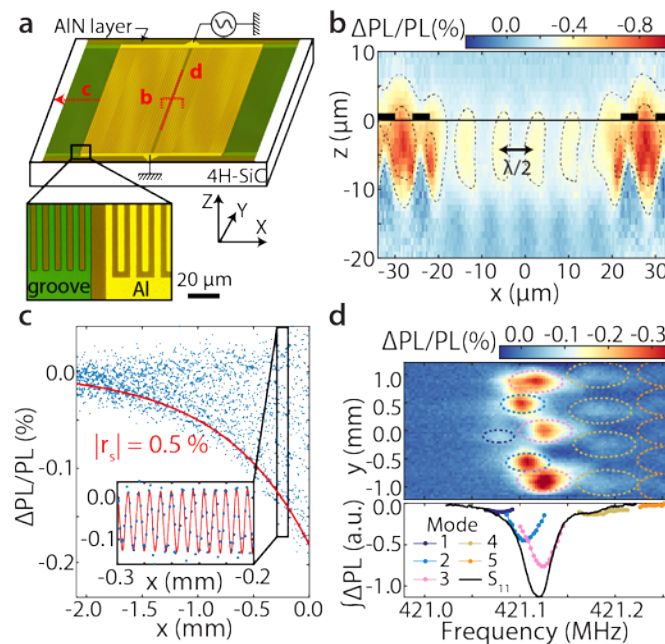 a
AlN layer
c
b
d
4H-SiC
groove
Al
Z
Y
X
20 μm
b
ΔPL/PL(%)
0.0
-0.4
-0.8
z (μm)
10
0
-10
-20
λ/2
-30
-20
-10
0
10
20
30
x (μm)
c
ΔPL/PL (%)
0.0
-0.1
-0.2
|rₛ| = 0.5 %
0.0
-0.1
-0.3
-0.2
x (mm)
-2.0
-1.5
-1.0
-0.5
0.0
x (mm)
d
ΔPL/PL(%)
0.0
-0.1
-0.2
-0.3
y (mm)
1.0
0.5
0.0
-0.5
-1.0
∫ΔPL (a.u.)
0.0
-0.5
-1.0
Mode
1
4
2
5
3
S₁₁
421.0
421.1
421.2
Frequency (MHz)